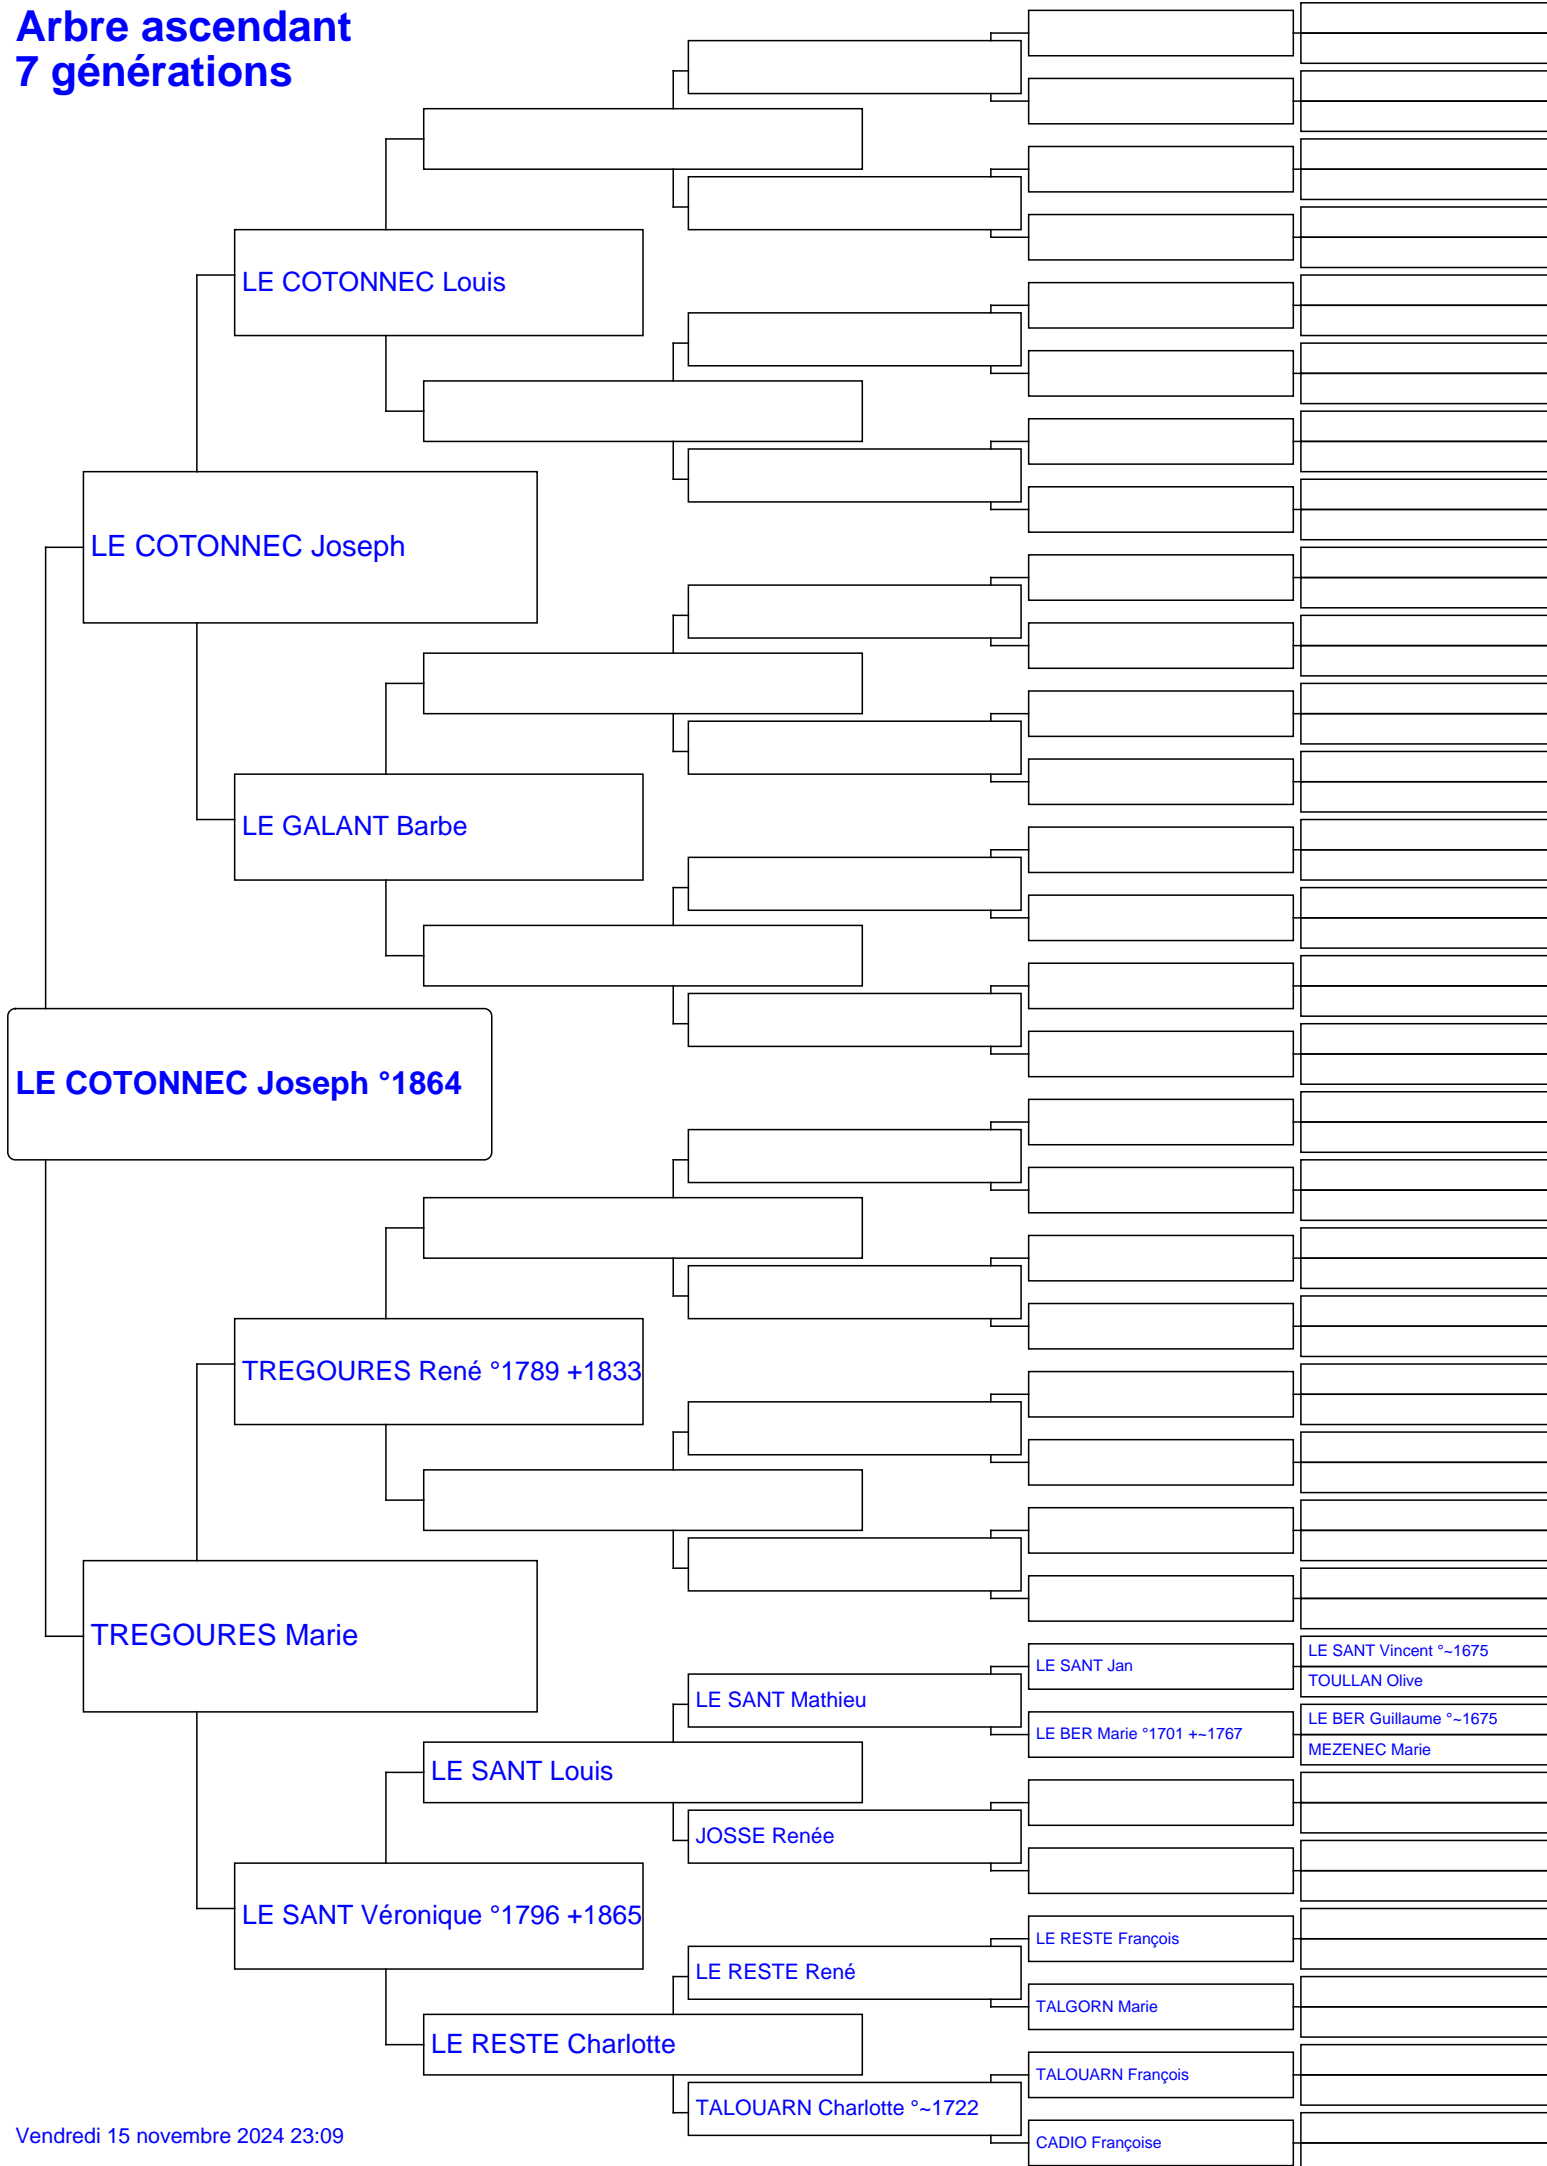 Arbre ascendant
7 générations
LE COTONNEC Louis
LE COTONNEC Joseph
LE GALANT Barbe
LE COTONNEC Joseph °1864
TREGOURES René °1789 +1833
TREGOURES Marie
LE SANT Vincent °~1675
LE SANT Jan
TOULLAN Olive
LE SANT Mathieu
LE BER Guillaume °~1675
LE BER Marie °1701 +~1767
MEZENEC Marie
LE SANT Louis
JOSSE Renée
LE SANT Véronique °1796 +1865
LE RESTE François
LE RESTE René
TALGORN Marie
LE RESTE Charlotte
TALOUARN François
TALOUARN Charlotte °~1722
CADIO Françoise
Vendredi 15 novembre 2024 23:09